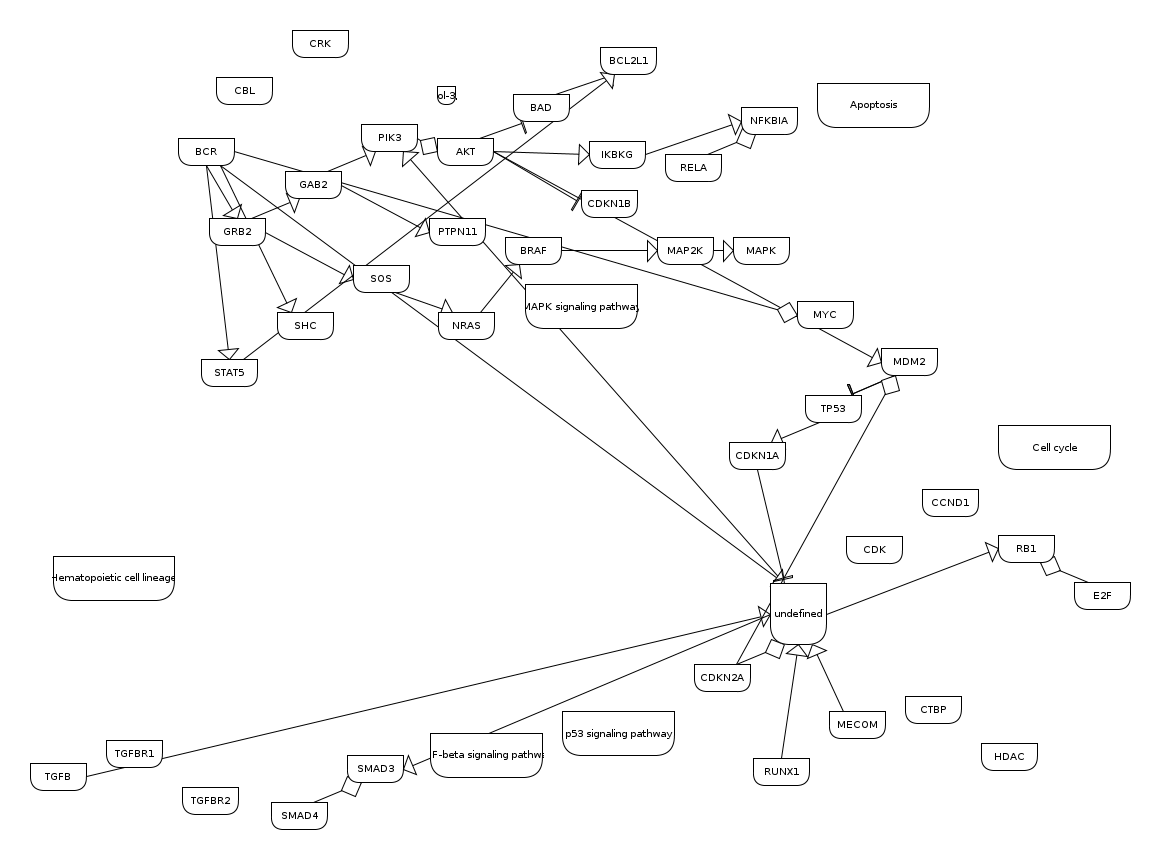 CRK
BCL2L1
CBL
ol-3,
BAD
Apoptosis
NFKBIA
PIK3
AKT
BCR
IKBKG
RELA
GAB2
CDKN1B
GRB2
PTPN11
BRAF
MAP2K
MAPK
SOS
MAPK signaling pathway
MYC
SHC
NRAS
STAT5
MDM2
TP53
CDKN1A
Cell cycle
CCND1
CDK
RB1
Hematopoietic cell lineage
E2F
undefined
CDKN2A
CTBP
MECOM
p53 signaling pathway
TGFBR1
F-beta signaling pathwa
HDAC
TGFB
SMAD3
RUNX1
TGFBR2
SMAD4